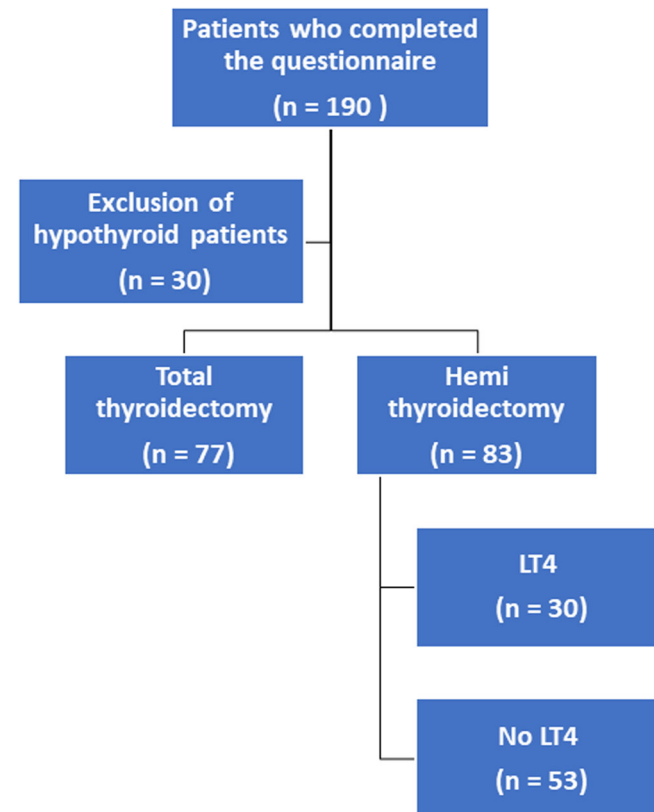 Patients who completed
the questionnaire
(n = 190 )
Exclusion of
hypothyroid patients
(n = 30)
Total
thyroidectomy
(n = 77)
Hemi
thyroidectomy
(n = 83)
LT4
(n = 30)
No LT4
(n = 53)